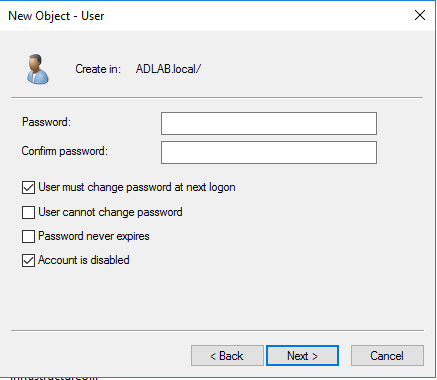 New Object - User
Create in: ADLAB.local/
Password:
Confirm password:
User must change password at next logon
User cannot change password
Password never expires
Account is disabled
< Back Next > Cancel